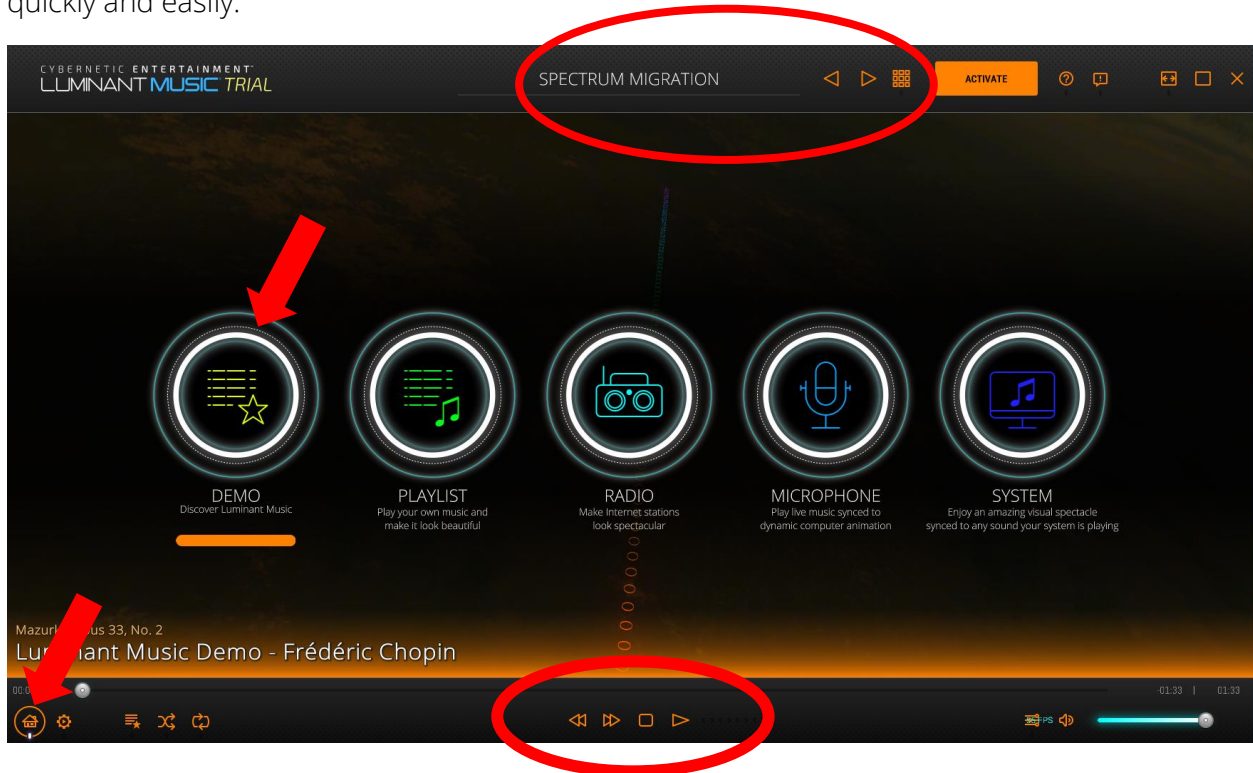 quickly and easily.
CYBERNETIC ENTERTAINMENT
LUMINANT MUSIC TRIAL
SPECTRUM MIGRATION
ACTIVATE
DEMO
Discover Luminant Music
PLAYLIST
Play your own music and
make it look beautiful
RADIO
Make Internet stations
look spectacular
MICROPHONE
Play live music synced to
dynamic computer animation
SYSTEM
Enjoy an amazing visual spectacle
synced to any sound your system is playing
33, No. 2
Music Demo - Frédéric Chopin
-01:33 | 01:33